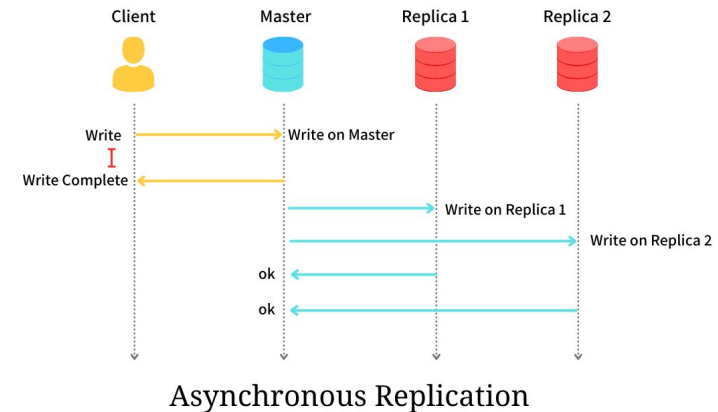 Client
Master
Replica 1
Replica 2
Write
Write on Master
Write Complete
Write on Replica 1
Write on Replica 2
ok
ok
Asynchronous Replication